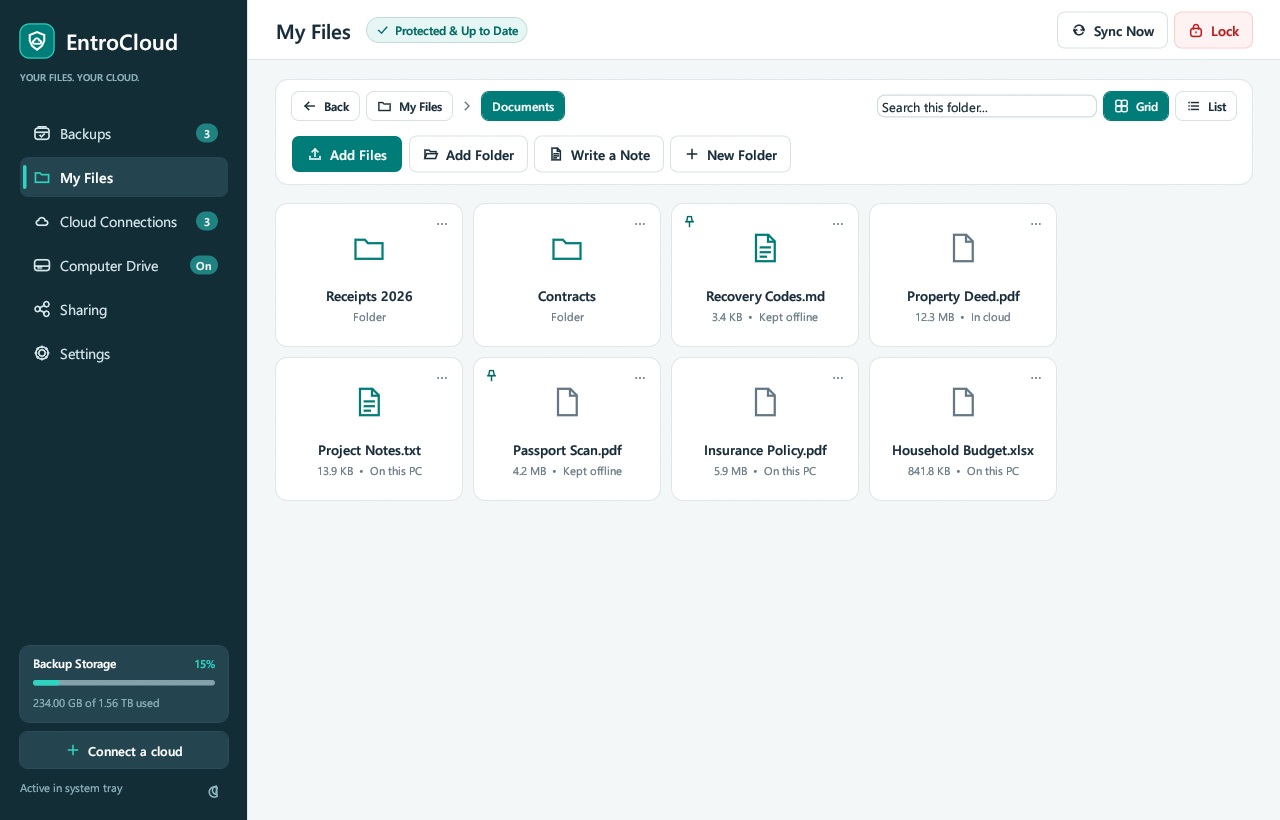 EntroCloud
YOUR FILES. YOUR CLOUD.
Backups 3
My Files
Cloud Connections 3
Computer Drive On
Sharing
Settings
Backup Storage 15%
234.00 GB of 1.56 TB used
Connect a cloud
Active in system tray
My Files Protected & Up to Date Sync Now Lock
Back My Files Documents Search this folder... Grid List
Add Files Add Folder Write a Note New Folder
Receipts 2026
Folder
Contracts
Folder
Recovery Codes.md
3.4 KB • Kept offline
Property Deed.pdf
12.3 MB • In cloud
Project Notes.txt
13.9 KB • On this PC
Passport Scan.pdf
4.2 MB • Kept offline
Insurance Policy.pdf
5.9 MB • On this PC
Household Budget.xlsx
841.8 KB • On this PC